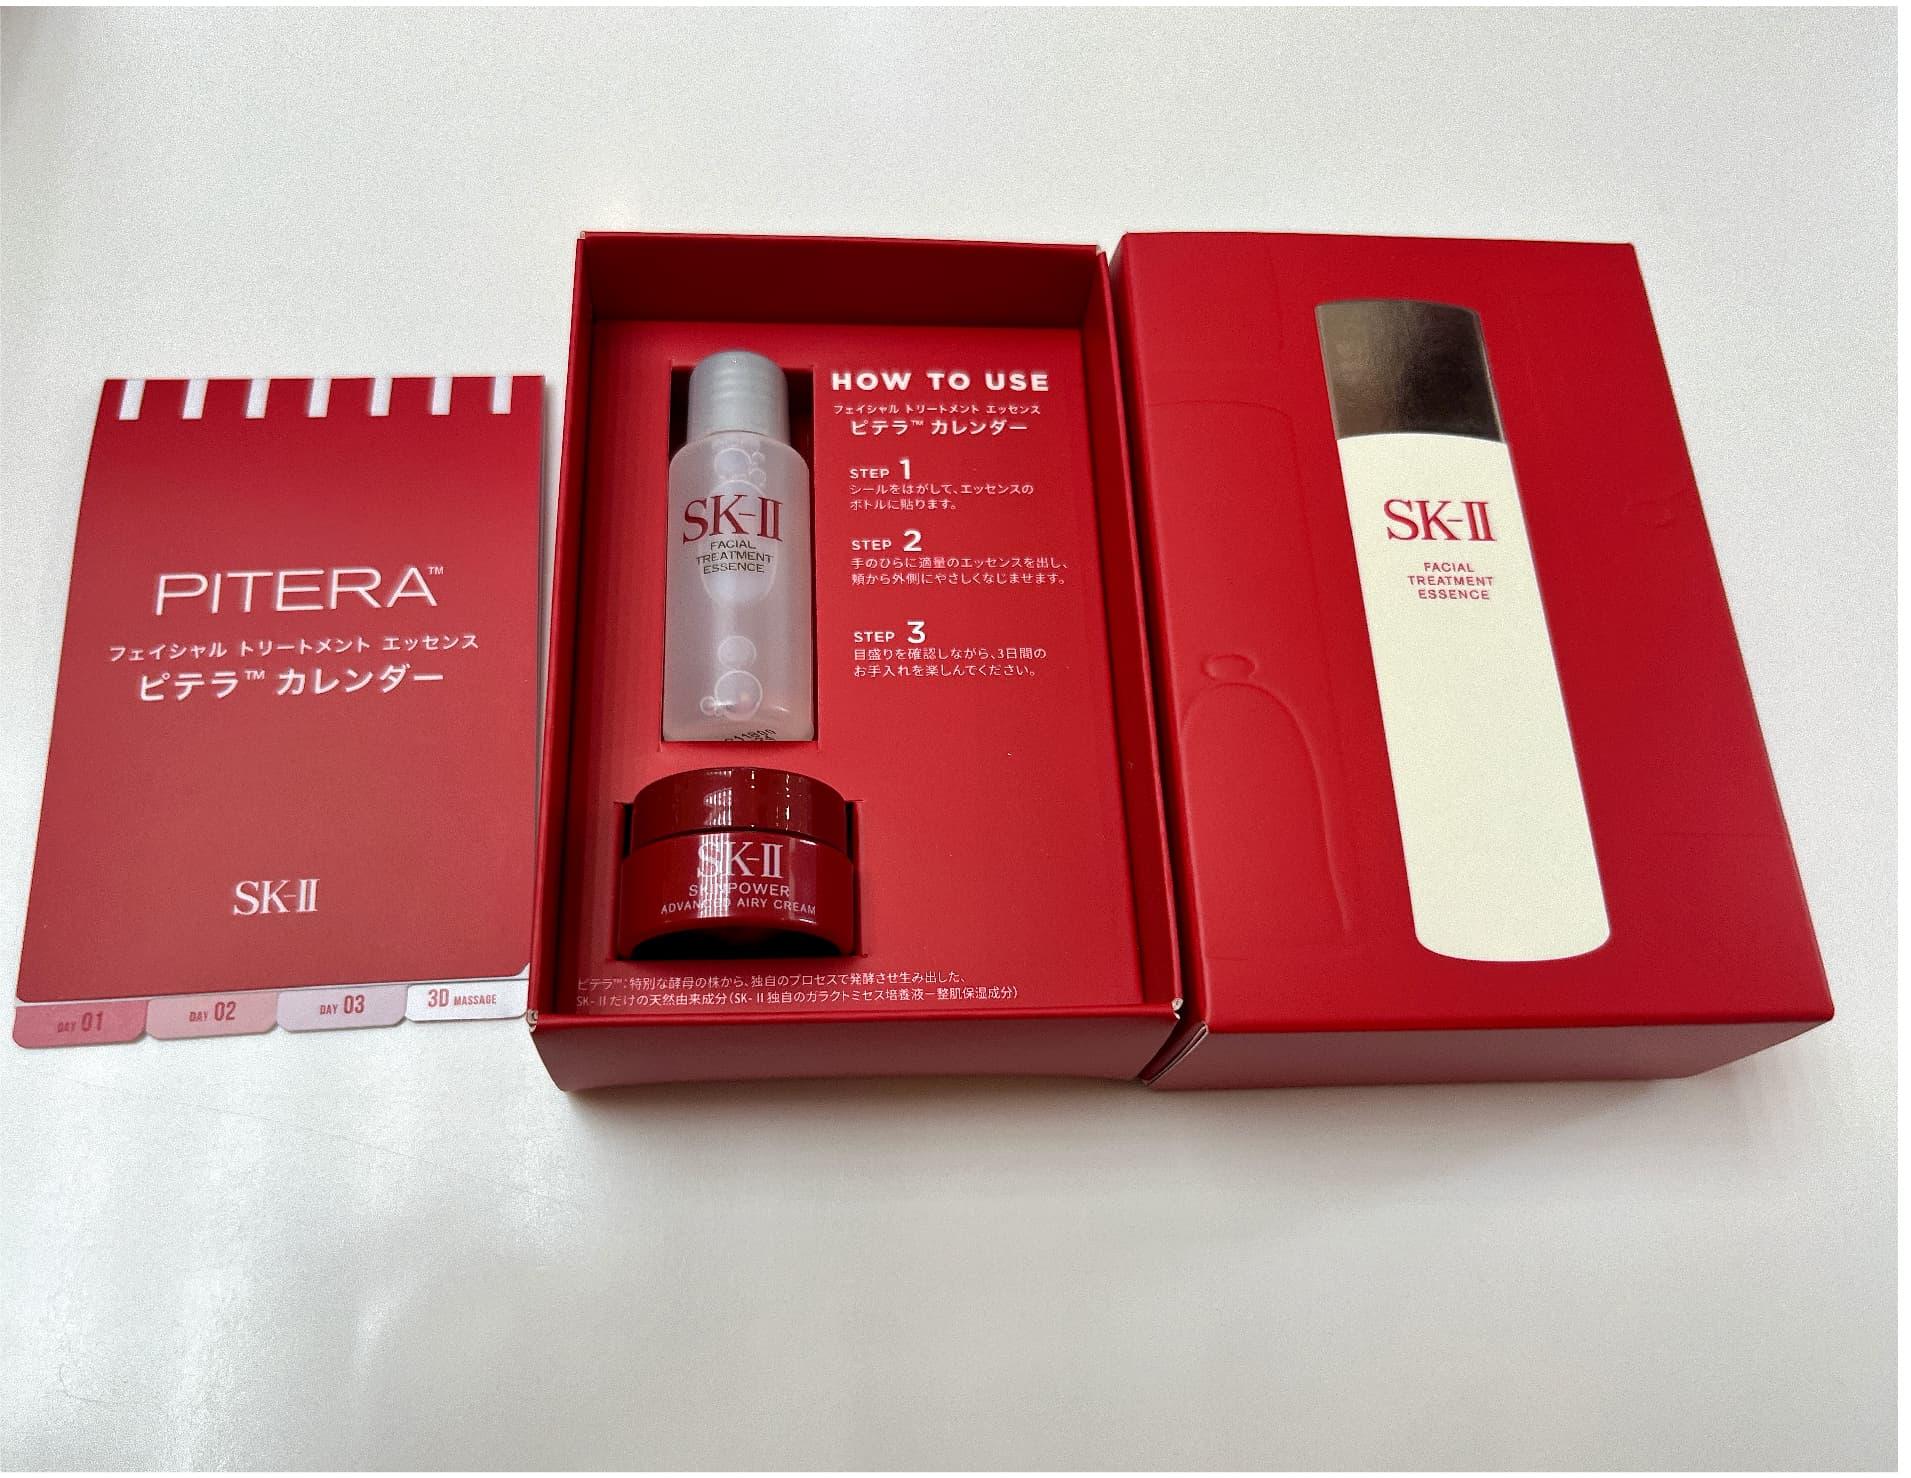 PITERA™
フェイシャル トリートメント エッセンス
ピテラ™ カレンダー
SK-II
DAY 01
DAY 02
DAY 03
3D MASSAGE
SK-II
FACIAL
TREATMENT
ESSENCE
SK-II
SKINPOWER
ADVANCED AIRY CREAM
HOW TO USE
フェイシャル トリートメント エッセンス
ピテラ™ カレンダー
STEP 1
シールをはがして、エッセンスの
ボトルに貼ります。
STEP 2
手のひらに適量のエッセンスを出し、
頬から外側にやさしくなじませます。
STEP 3
目盛りを確認しながら、3日間の
お手入れを楽しんでください。
ピテラ™：特別な酵母の株から、独自のプロセスで発酵させ生み出した、
SK-IIだけの天然由来成分（SK-II独自のガラクトミセス培養液－整肌保湿成分）
SK-II
FACIAL
TREATMENT
ESSENCE